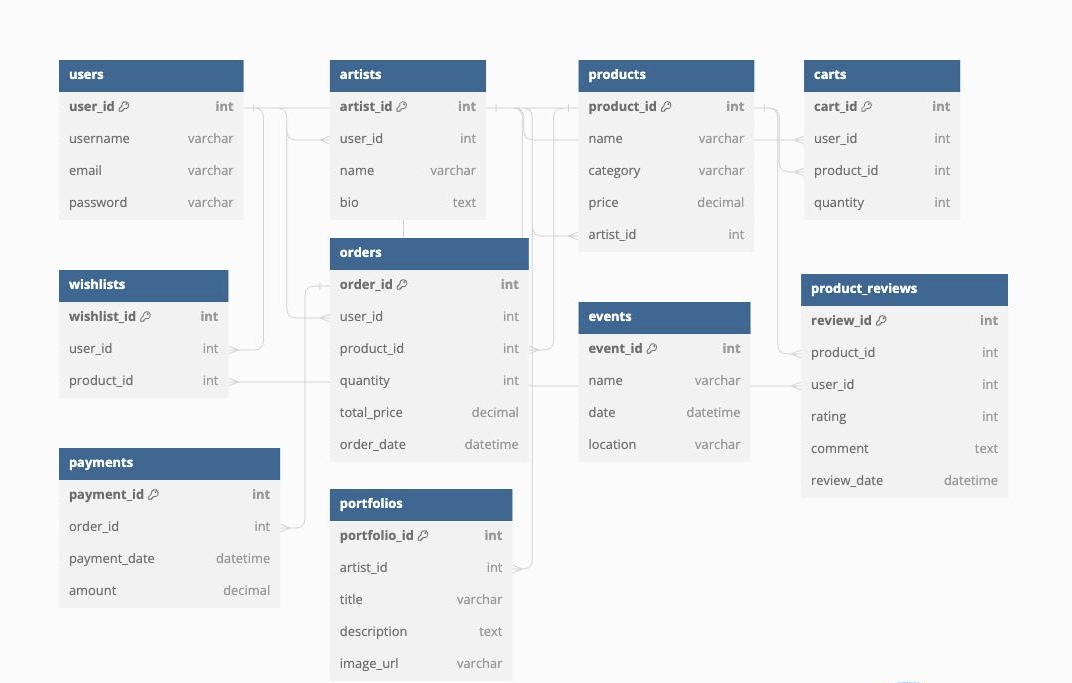 users
user_id int
username varchar
email varchar
password varchar
artists
artist_id int
user_id int
name varchar
bio text
products
product_id int
name varchar
category varchar
price decimal
artist_id int
carts
cart_id int
user_id int
product_id int
quantity int
orders
order_id int
user_id int
product_id int
quantity int
total_price decimal
order_date datetime
wishlists
wishlist_id int
user_id int
product_id int
events
event_id int
name varchar
date datetime
location varchar
product_reviews
review_id int
product_id int
user_id int
rating int
comment text
review_date datetime
payments
payment_id int
order_id int
payment_date datetime
amount decimal
portfolios
portfolio_id int
artist_id int
title varchar
description text
image_url varchar